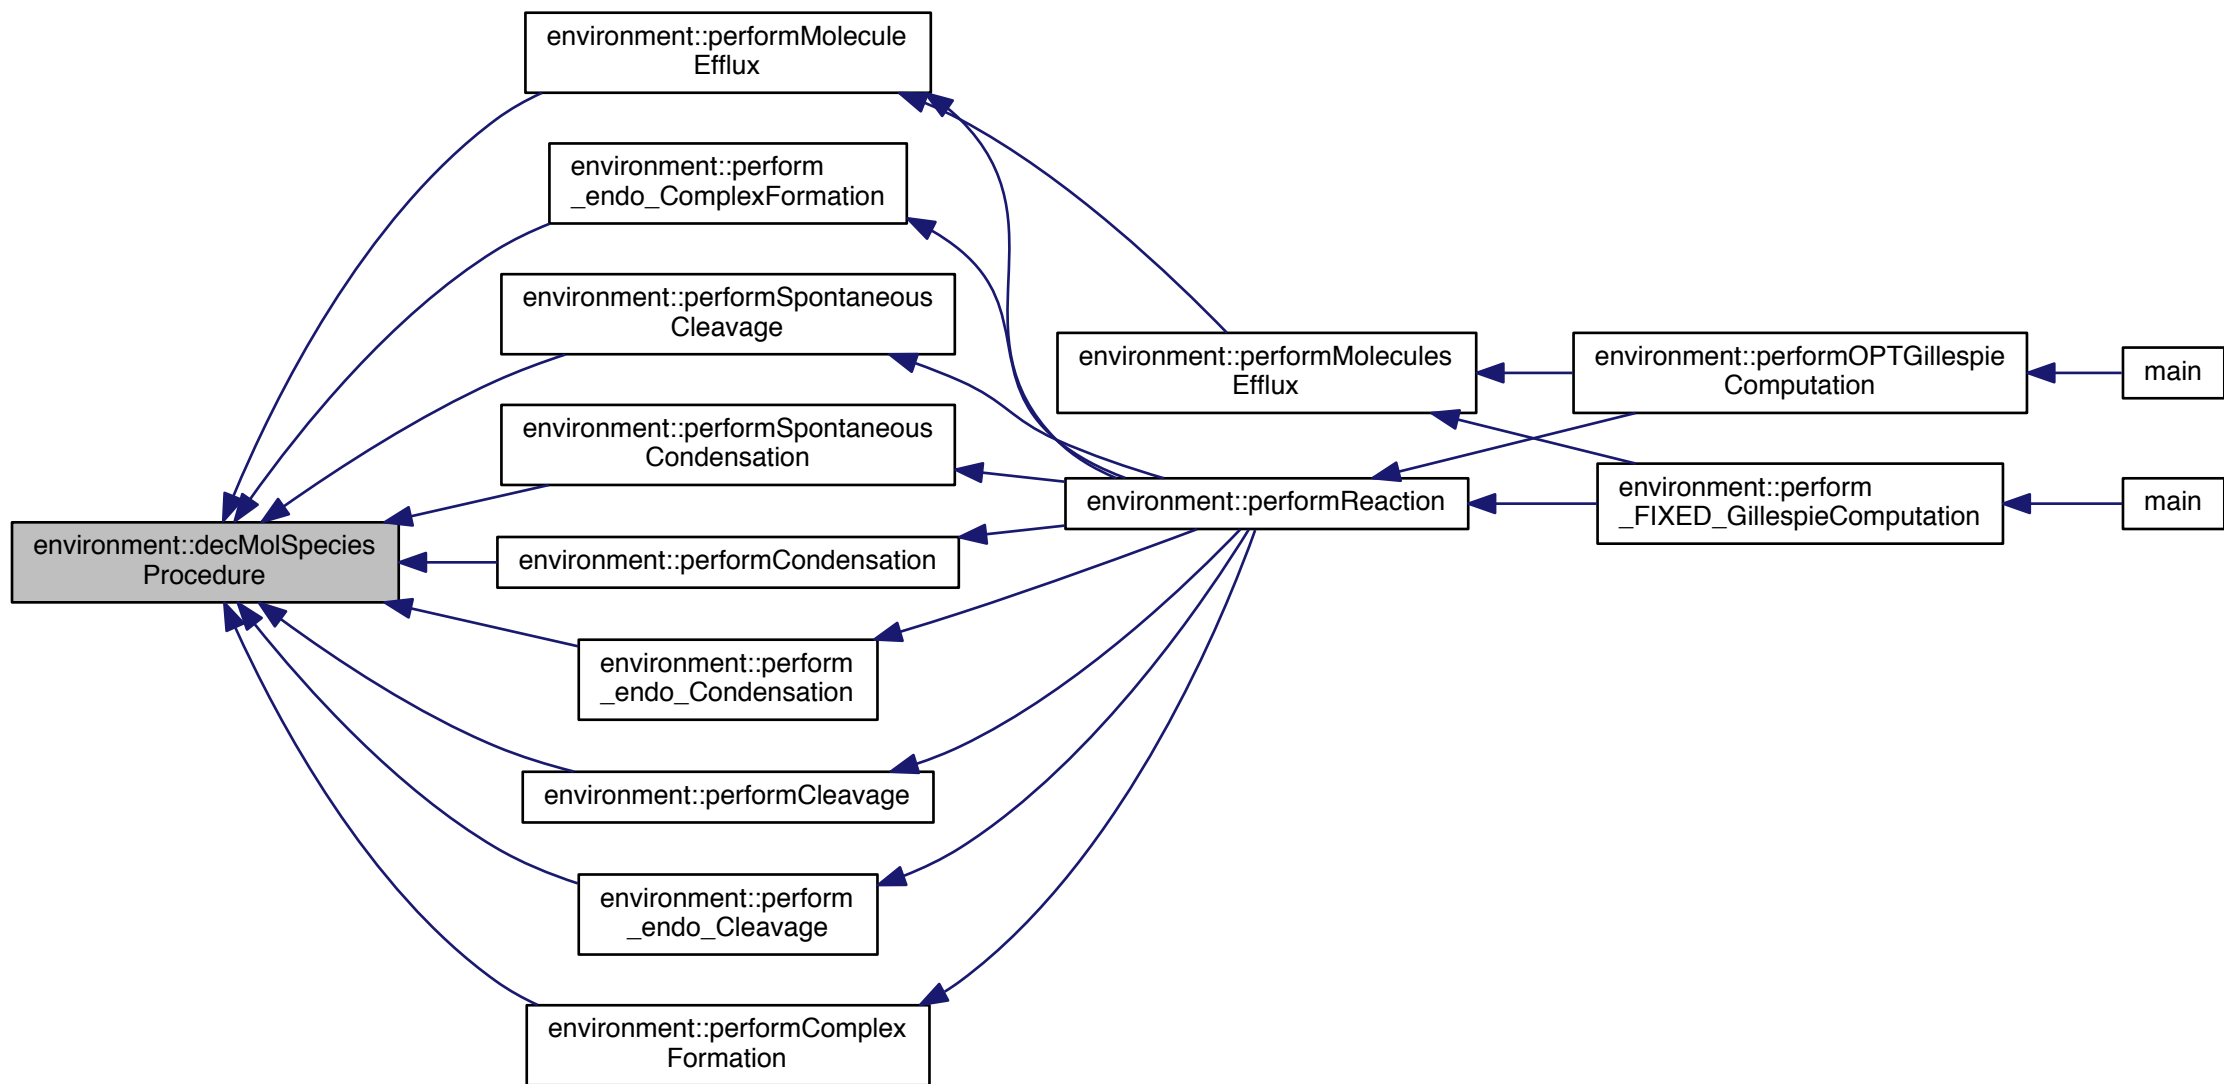 environment::performMolecule
Efflux
environment::perform
_endo_ComplexFormation
environment::performSpontaneous
Cleavage
environment::performMolecules
Efflux
environment::performOPTGillespie
Computation
main
environment::performSpontaneous
Condensation
environment::performReaction
environment::perform
_FIXED_GillespieComputation
main
environment::decMolSpecies
Procedure
environment::performCondensation
environment::perform
_endo_Condensation
environment::performCleavage
environment::perform
_endo_Cleavage
environment::performComplex
Formation